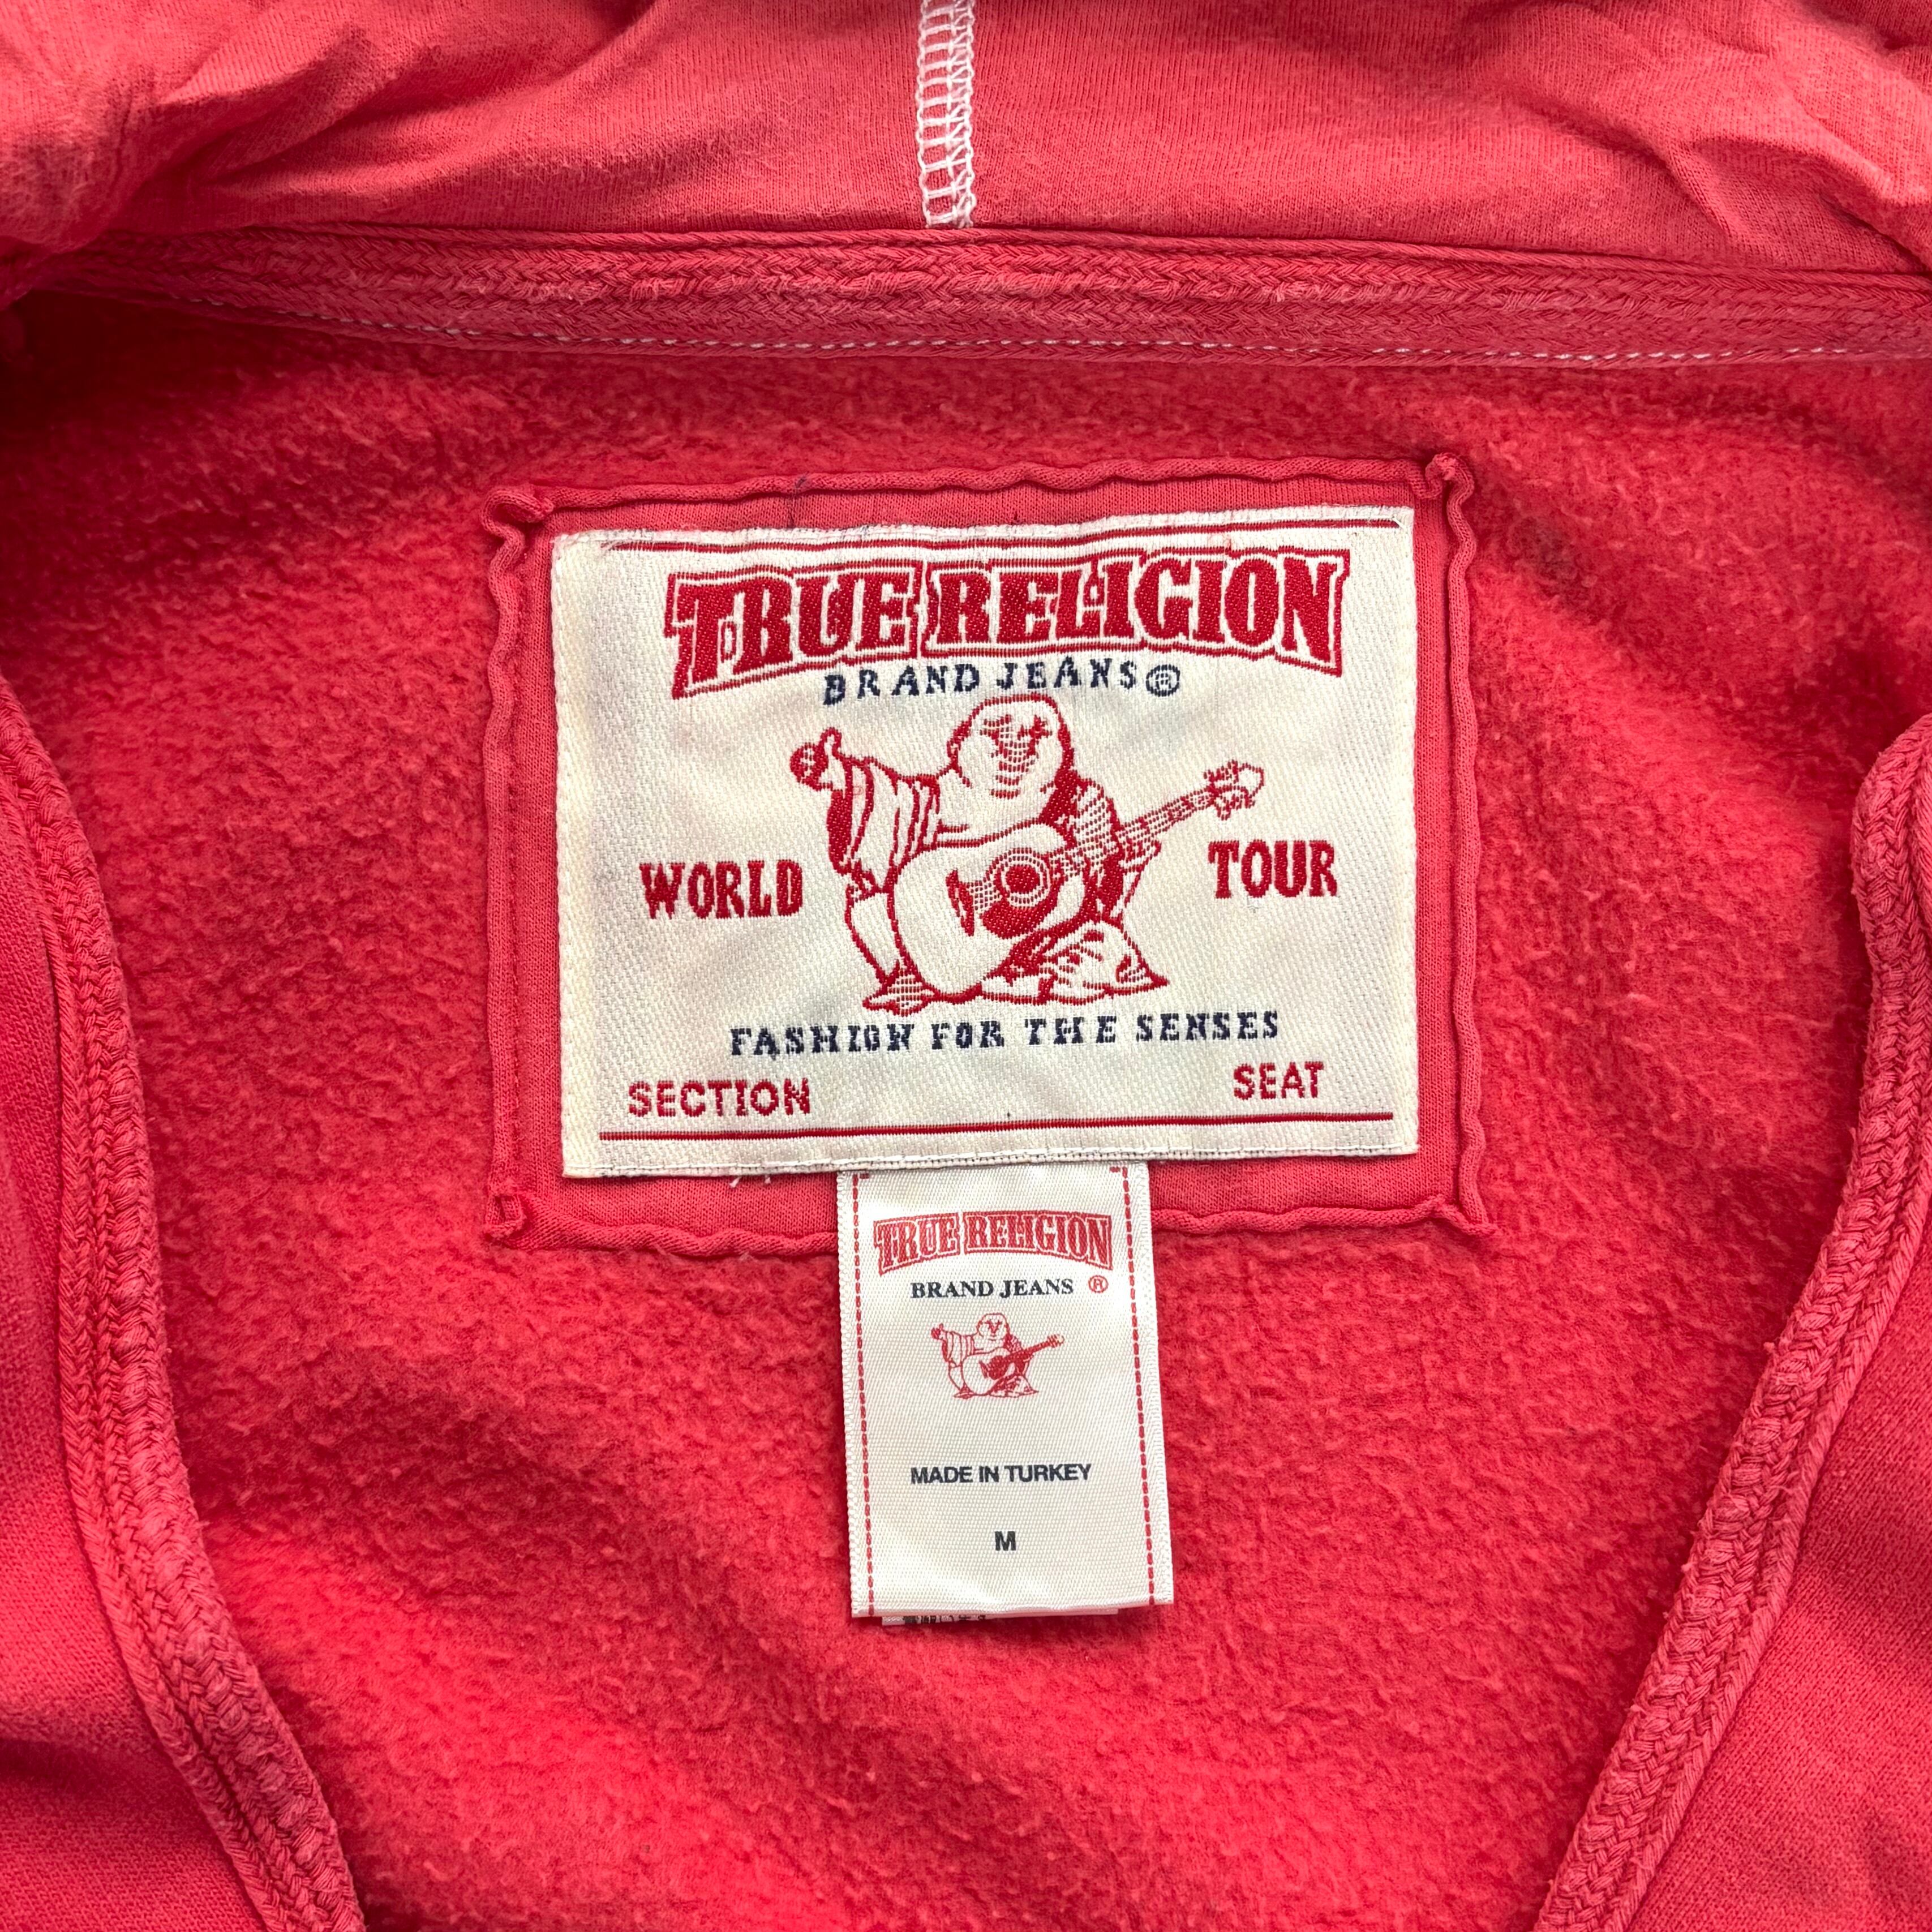 TRUE RELIGION
BRAND JEANS®
WORLD TOUR
FASHION FOR THE SENSES
SECTION SEAT
TRUE RELIGION
BRAND JEANS ®
MADE IN TURKEY
M